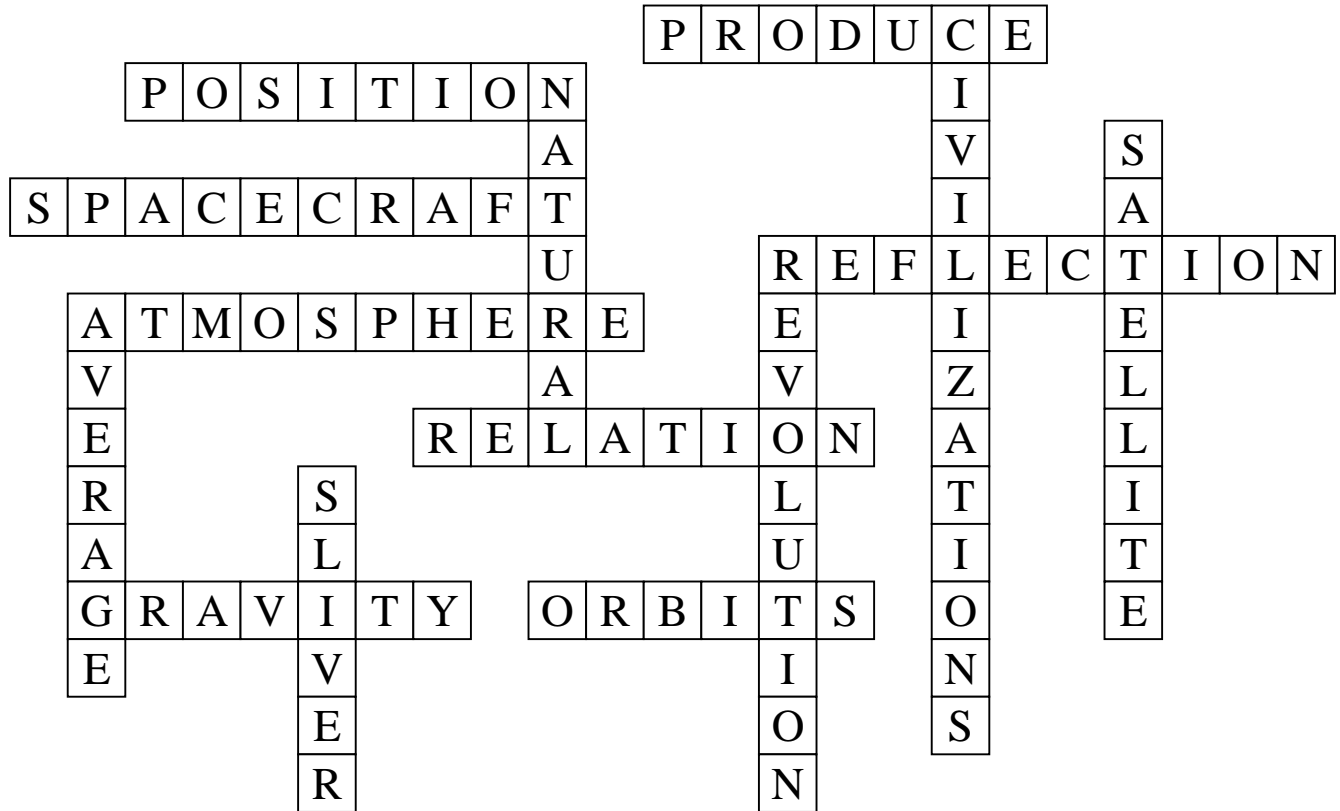 PRODUCE
CIVILIZATIONS
POSITION
NATURAL
SATELLITE
SPACECRAFT
REFLECTION
REVOLUTION
ATMOSPHERE
AVERAGE
RELATION
SLIVER
GRAVITY
ORBITS